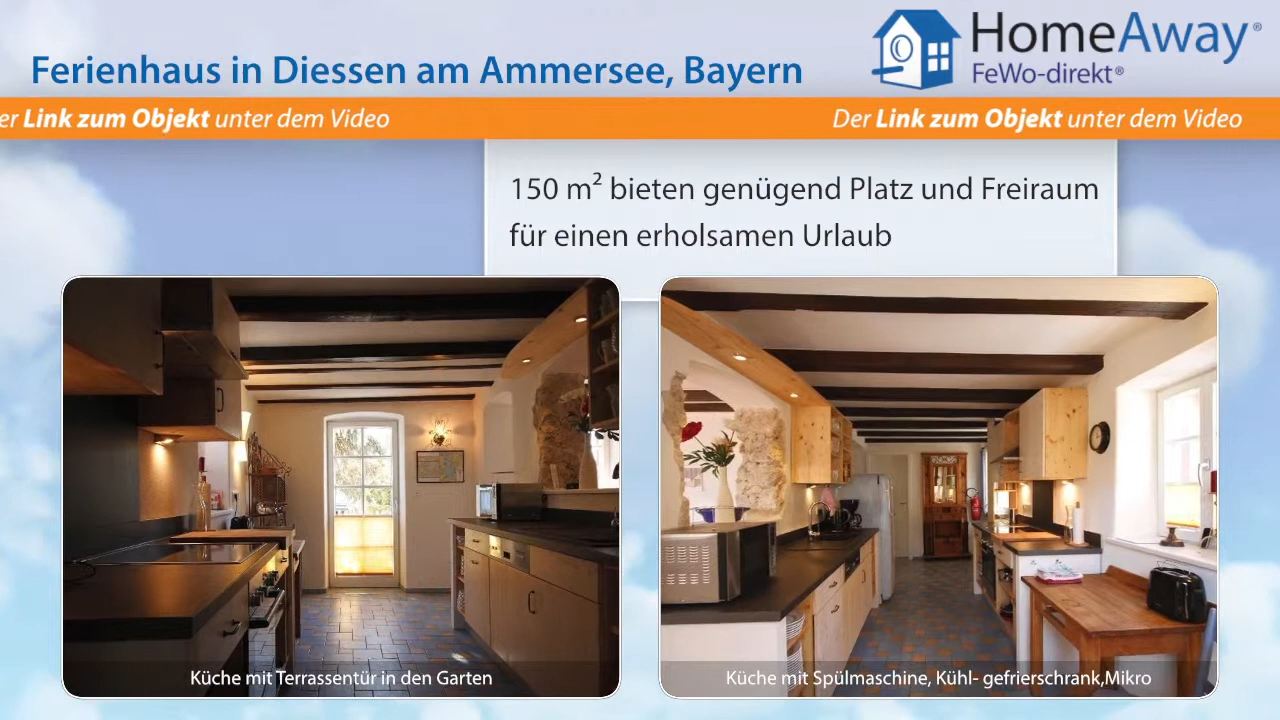 Ferienhaus in Diessen am Ammersee, Bayern
HomeAway®
FeWo-direkt®
er Link zum Objekt unter dem Video
Der Link zum Objekt unter dem Video
150 m² bieten genügend Platz und Freiraum
für einen erholsamen Urlaub
Küche mit Terrassentür in den Garten
Küche mit Spülmaschine, Kühl- gefrierschrank,Mikro